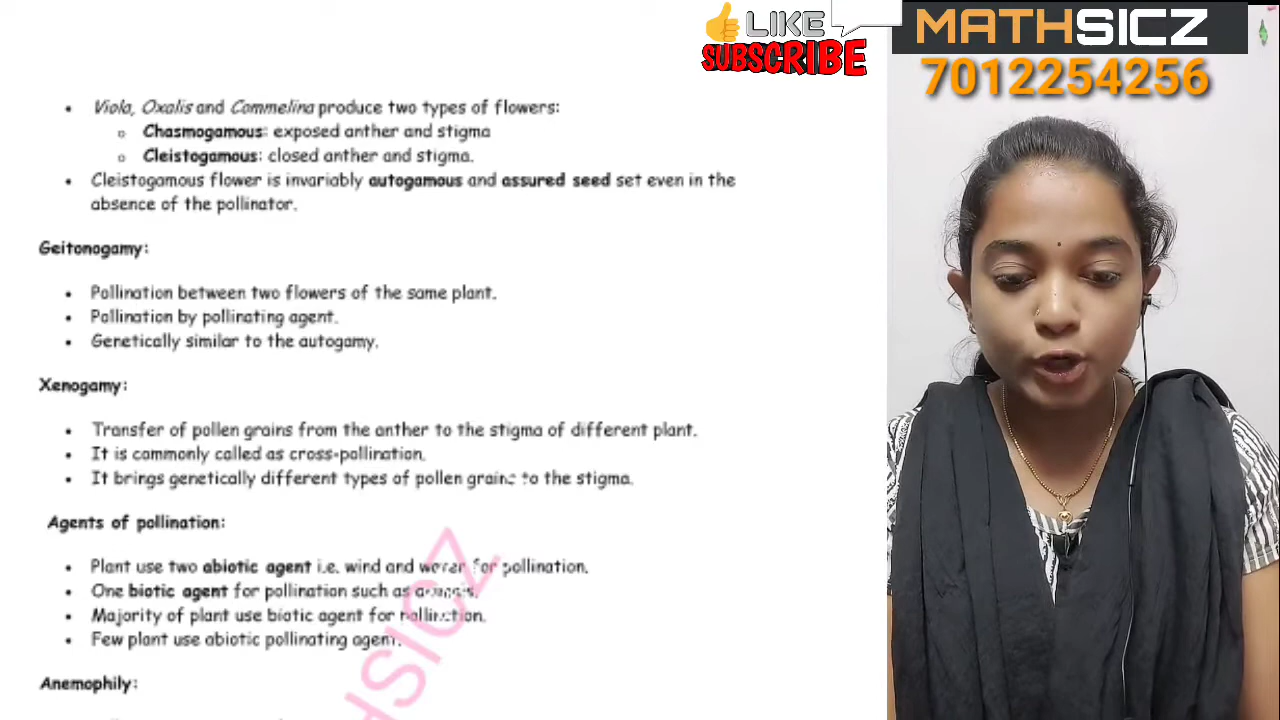 LIKE
SUBSCRIBE
MATHSICZ
7012254256
• Viola, Oxalis and Commelina produce two types of flowers:
o Chasmogamous: exposed anther and stigma
o Cleistogamous: closed anther and stigma.
• Cleistogamous flower is invariably autogamous and assured seed set even in the
absence of the pollinator.
Geitonogamy:
• Pollination between two flowers of the same plant.
• Pollination by pollinating agent.
• Genetically similar to the autogamy.
Xenogamy:
• Transfer of pollen grains from the anther to the stigma of different plant.
• It is commonly called as cross-pollination.
• It brings genetically different types of pollen grains to the stigma.
Agents of pollination:
• Plant use two abiotic agent i.e. wind and water for pollination.
• One biotic agent for pollination such as animals.
• Majority of plant use biotic agent for pollination.
• Few plant use abiotic pollinating agent.
Anemophily:
HSICZ